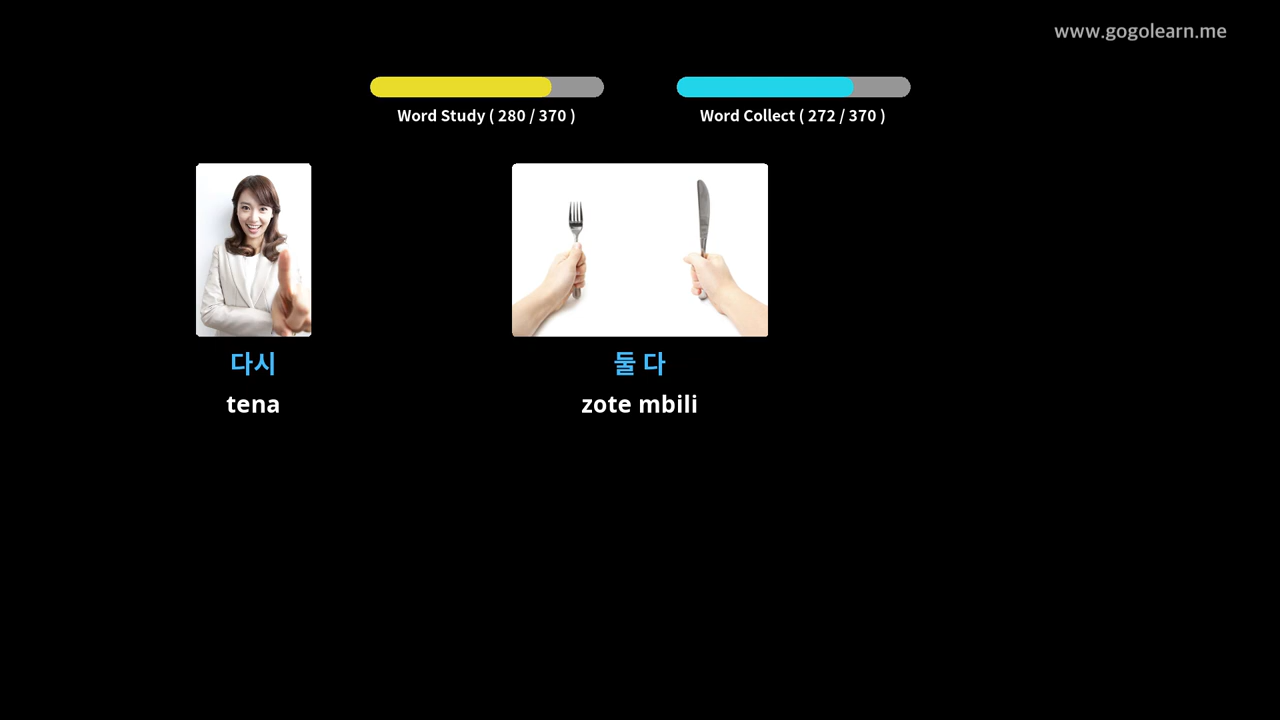 www.gogolearn.me
Word Study ( 280 / 370 )
Word Collect ( 272 / 370 )
다시
tena
둘 다
zote mbili